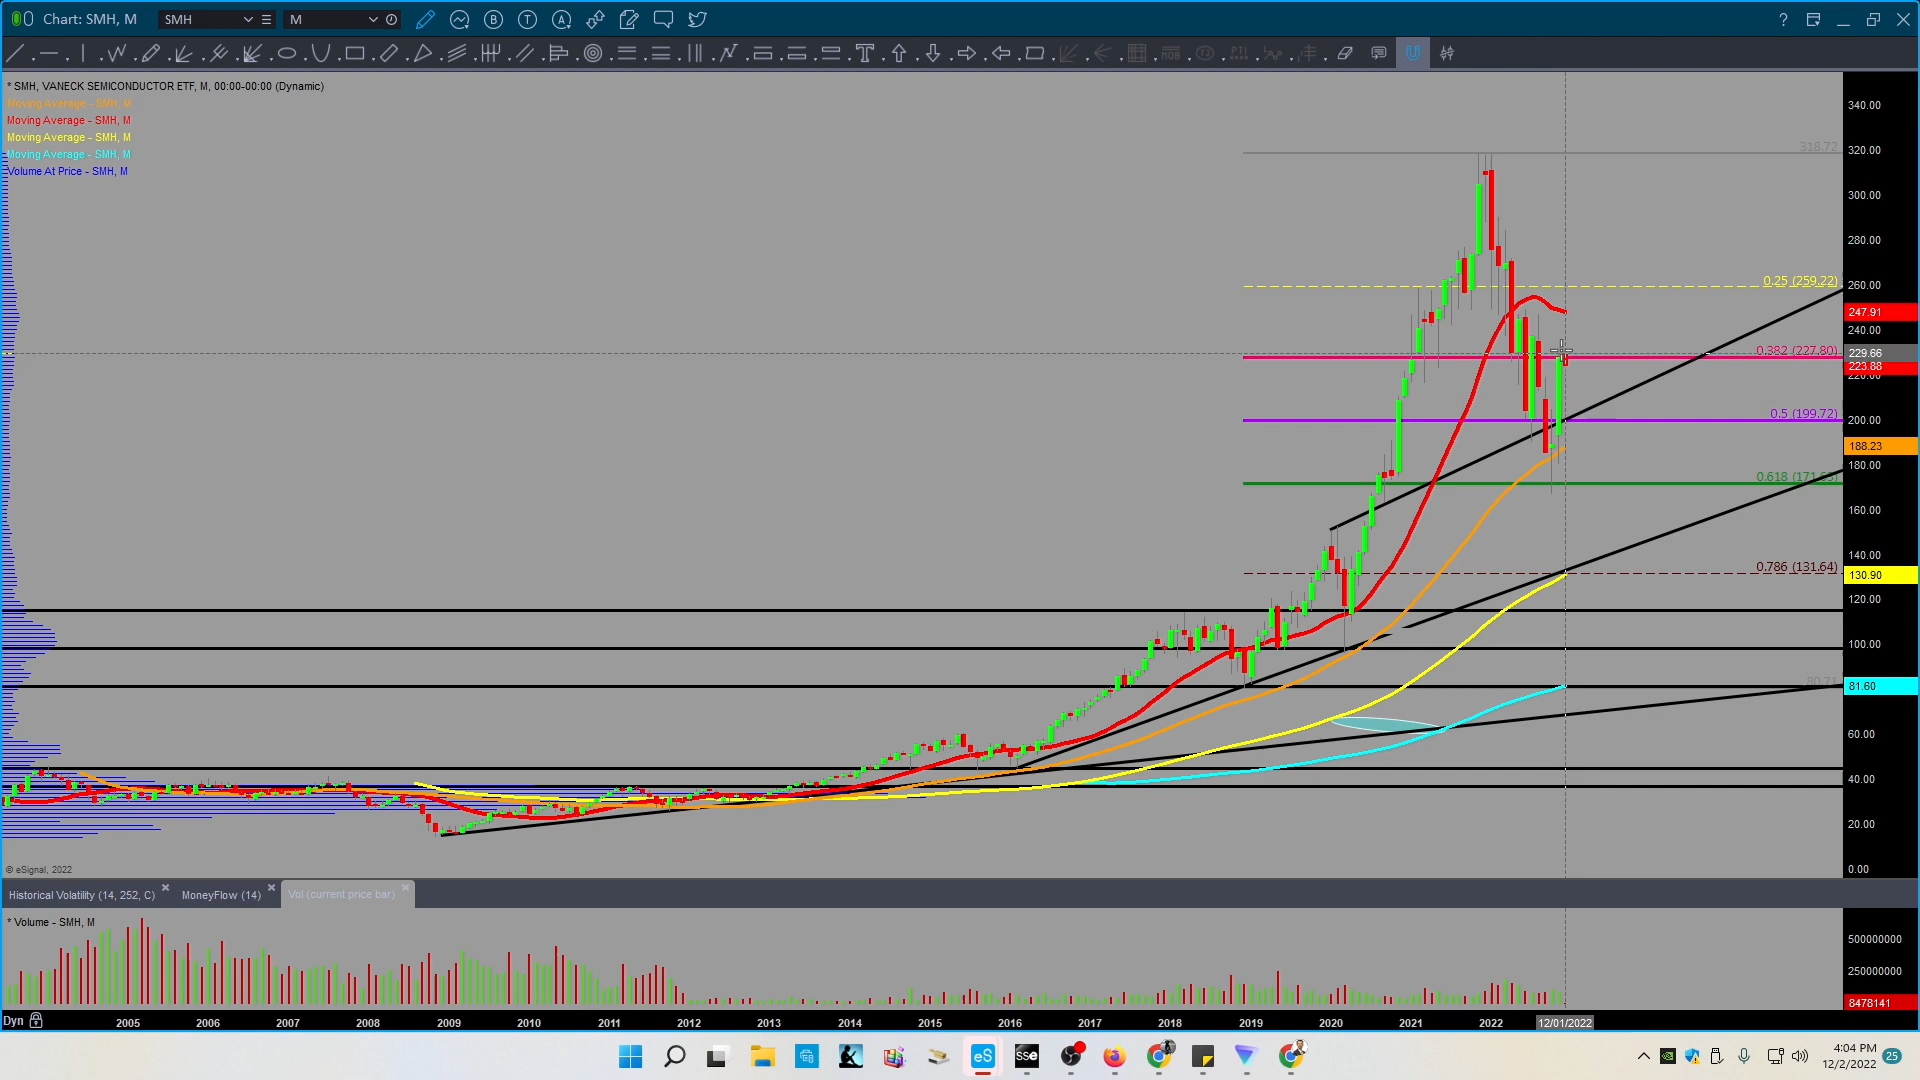 Chart: SMH, M
SMH
M
B
T
A
?
T
* SMH, VANECK SEMICONDUCTOR ETF, M, 00:00-00:00 (Dynamic)
Moving Average - SMH, M
Moving Average - SMH, M
Moving Average - SMH, M
Moving Average - SMH, M
Volume At Price - SMH, M
318.72
0.25 (259.22)
0.382 (227.80)
0.5 (199.72)
0.618 (171.65)
0.786 (131.64)
80.71
340.00
320.00
300.00
280.00
260.00
247.91
240.00
229.66
223.88
220.00
200.00
188.23
180.00
160.00
140.00
130.90
120.00
100.00
81.60
60.00
40.00
20.00
0.00
© eSignal, 2022
Historical Volatility (14, 252, C)
MoneyFlow (14)
Vol (current price bar)
* Volume - SMH, M
500000000
250000000
8478141
Dyn
2005 2006 2007 2008 2009 2010 2011 2012 2013 2014 2015 2016 2017 2018 2019 2020 2021 2022 12/01/2022
eS
sse
4:04 PM
12/2/2022
25